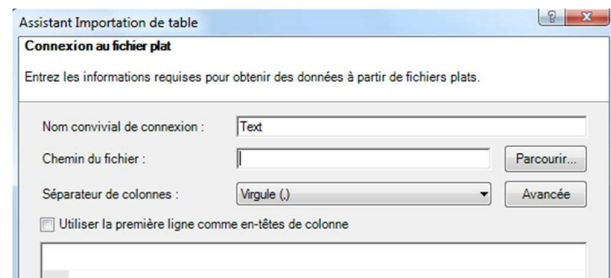 Assistant Importation de table
Connexion au fichier plat
Entrez les informations requises pour obtenir des données à partir de fichiers plats.
Nom convivial de connexion : Text
Chemin du fichier : Parcourir...
Séparateur de colonnes : Virgule (,) Avancée
Utiliser la première ligne comme en-têtes de colonne